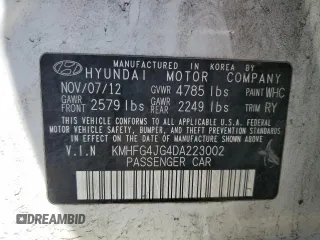 MANUFACTURED IN KOREA
HYUNDAI MOTOR COMPANY
NOV/07/12 GVWR 4785 lbs PAINT WHC
GAWR FRONT 2579 lbs GAWR REAR 2249 lbs TRIM RY
THIS VEHICLE CONFORMS TO ALL APPLICABLE
FEDERAL MOTOR VEHICLE SAFETY, BUMPER,
AND THEFT PREVENTION STANDARDS IN EFFECT
ON THE DATE OF MANUFACTURE SHOWN ABOVE.
V.I.N KMHFG4JG4DA223002
PASSENGER CAR
DREAMBID